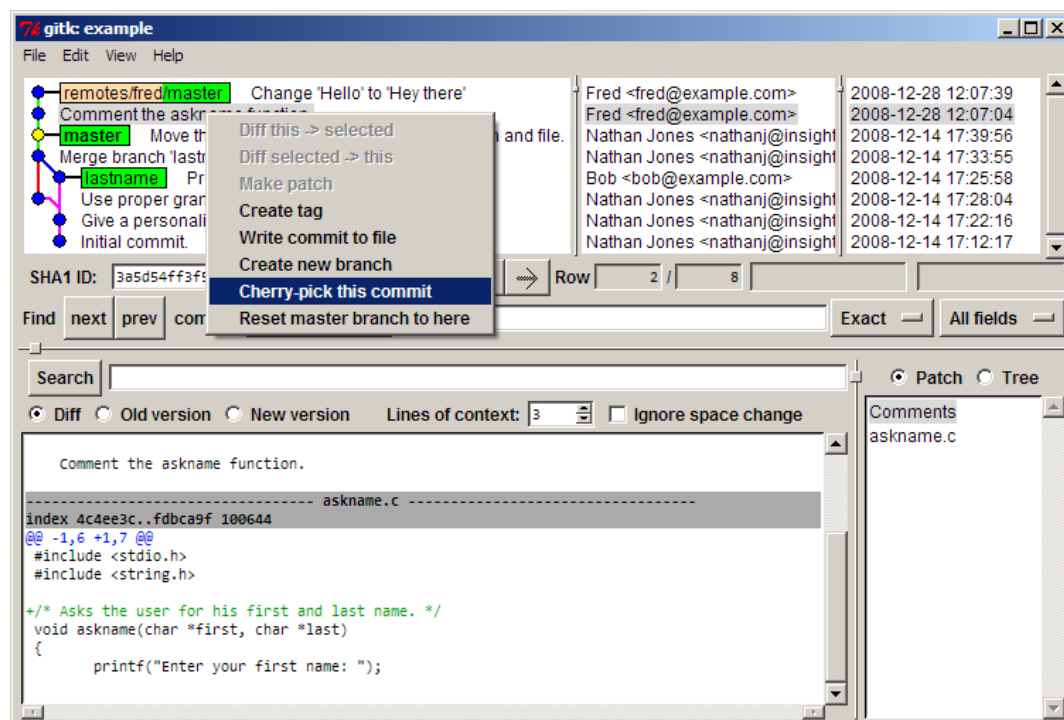 gitk: example
File Edit View Help
remotes/fred/master Change 'Hello' to 'Hey there' Fred <fred@example.com> 2008-12-28 12:07:39
Comment the askname function. Fred <fred@example.com> 2008-12-28 12:07:04
master Move th n and file. Nathan Jones <nathanj@insight 2008-12-14 17:39:56
Merge branch 'lastn Nathan Jones <nathanj@insight 2008-12-14 17:33:55
lastname Pr Bob <bob@example.com> 2008-12-14 17:25:58
Use proper gran Nathan Jones <nathanj@insight 2008-12-14 17:28:04
Give a personali Nathan Jones <nathanj@insight 2008-12-14 17:22:16
Initial commit. Nathan Jones <nathanj@insight 2008-12-14 17:12:17
Diff this -> selected
Diff selected -> this
Make patch
Create tag
Write commit to file
Create new branch
Cherry-pick this commit
Reset master branch to here
SHA1 ID: 3a5d54ff3f5 Row 2 / 8
Find next prev com Exact All fields
Search Patch Tree
Diff Old version New version Lines of context: 3 Ignore space change
Comments
askname.c
Comment the askname function.
---------------------------------- askname.c ----------------------------------
index 4c4ee3c..fdbca9f 100644
@@ -1,6 +1,7 @@
#include <stdio.h>
#include <string.h>
+/* Asks the user for his first and last name. */
void askname(char *first, char *last)
{
printf("Enter your first name: ");